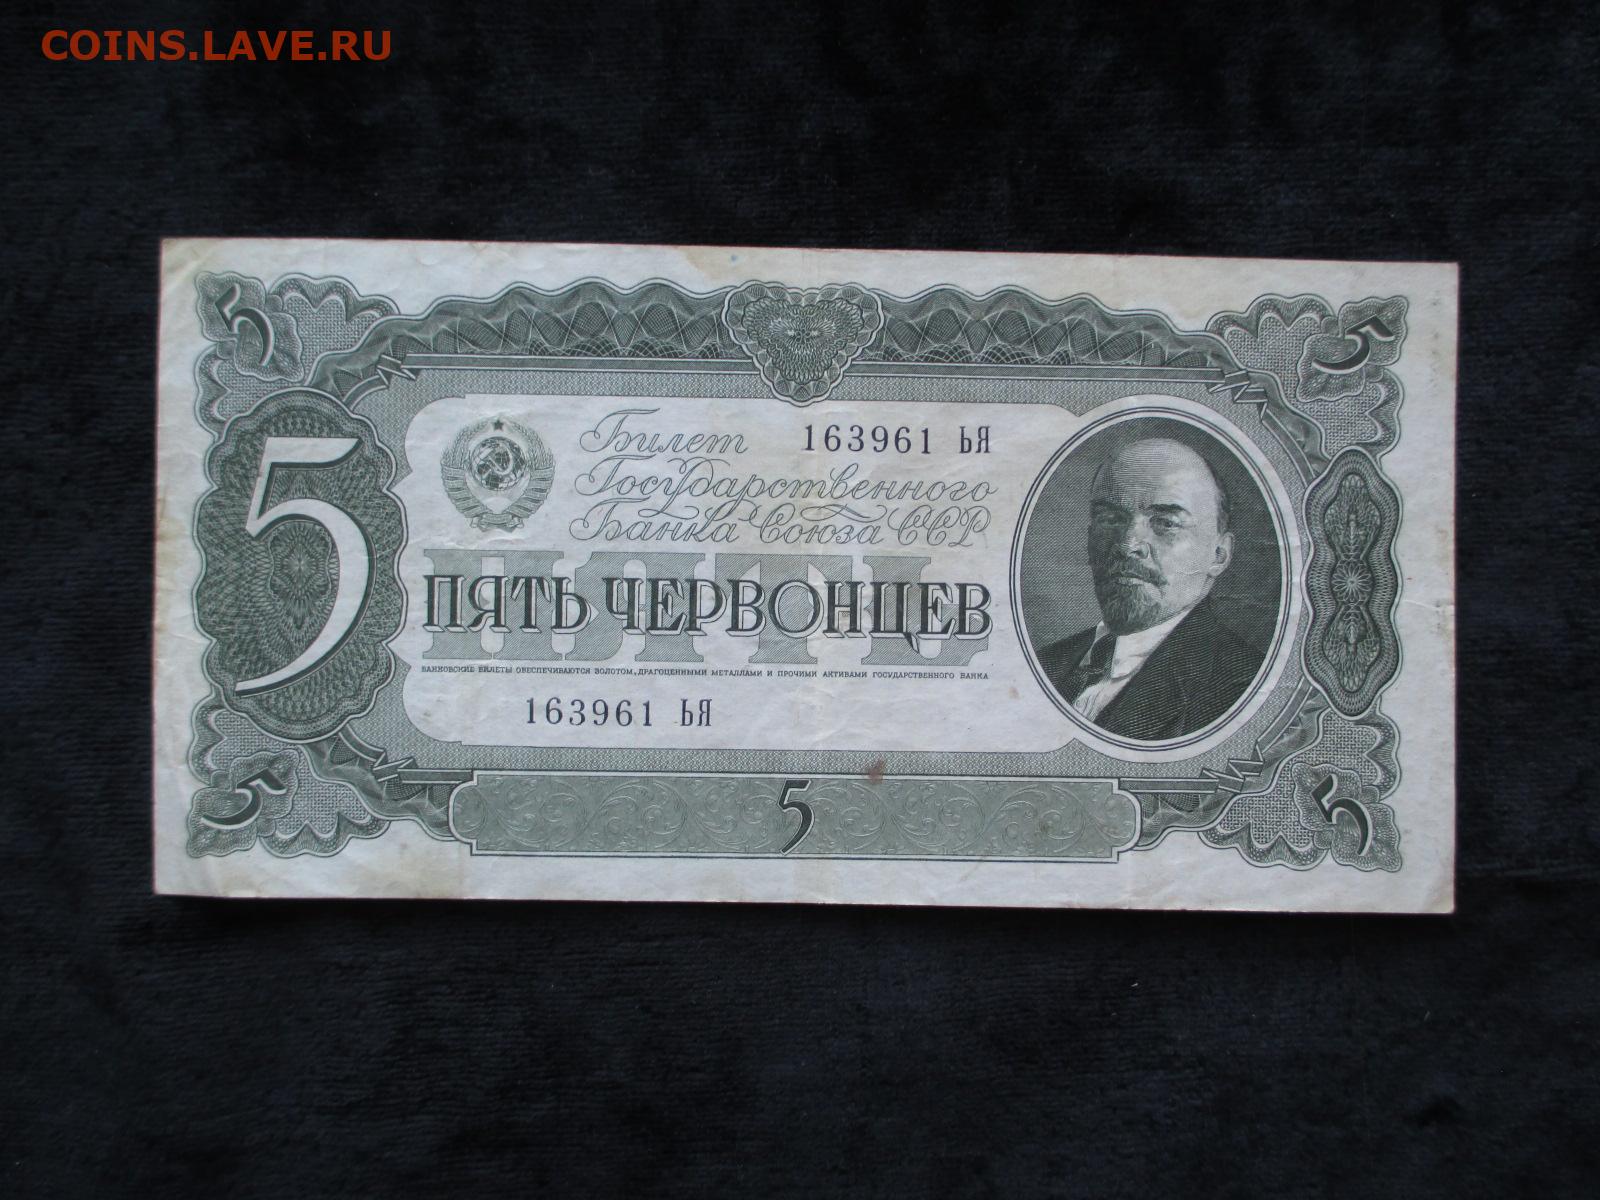 COINS.LAVE.RU
5 5
Билет 163961 ЬЯ
Государственного
Банка Союза ССР
5
ПЯТЬ
ПЯТЬ ЧЕРВОНЦЕВ
БАНКОВСКИЕ БИЛЕТЫ ОБЕСПЕЧИВАЮТСЯ ЗОЛОТОМ, ДРАГОЦЕННЫМИ МЕТАЛЛАМИ И ПРОЧИМИ АКТИВАМИ ГОСУДАРСТВЕННОГО БАНКА
163961 ЬЯ
5 5 5